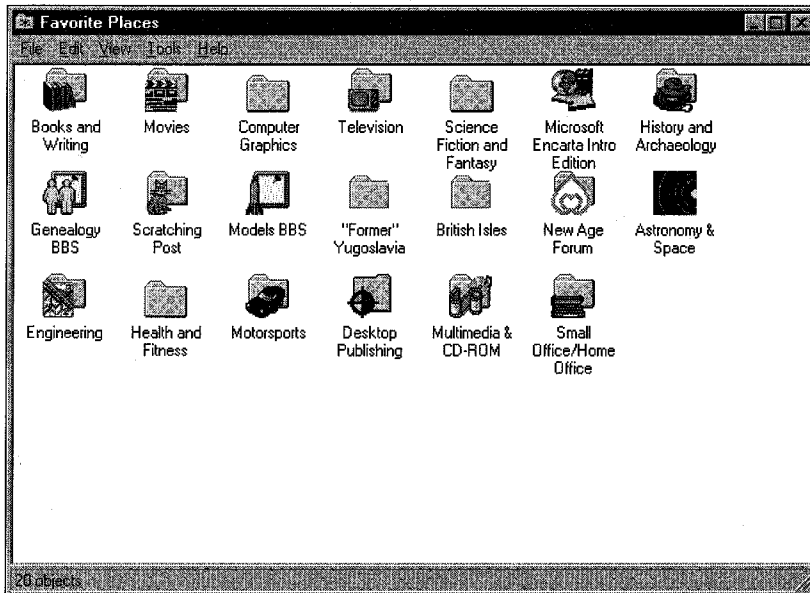 Favorite Places
File Edit View Tools Help
Books and Writing
Movies
Computer Graphics
Television
Science Fiction and Fantasy
Microsoft Encarta Intro Edition
History and Archaeology
Genealogy BBS
Scratching Post
Models BBS
"Former" Yugoslavia
British Isles
New Age Forum
Astronomy & Space
Engineering
Health and Fitness
Motorsports
Desktop Publishing
Multimedia & CD-ROM
Small Office/Home Office
20 objects